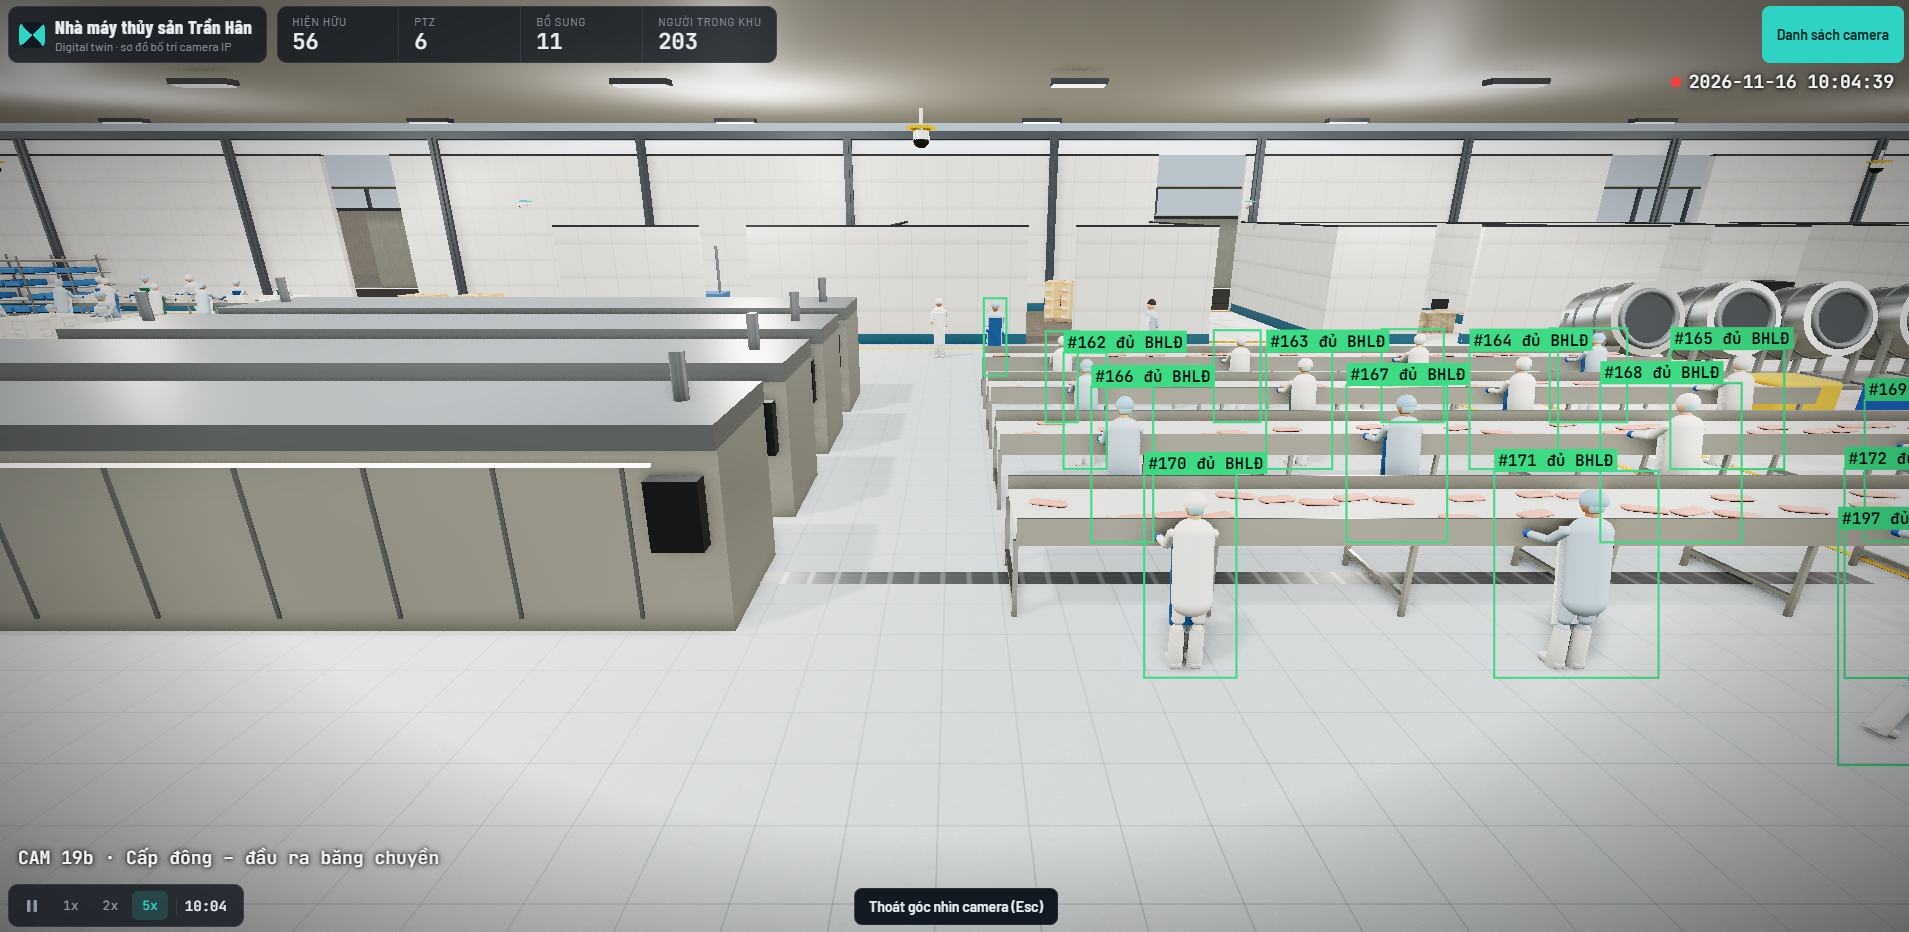 Nhà máy thủy sản Trần Hân
Digital twin · sơ đồ bố trí camera IP
HIỆN HỮU
56
PTZ
6
BỔ SUNG
11
NGƯỜI TRONG KHU
203
Danh sách camera
2026-11-16 10:04:39
#162 đủ BHLĐ
#163 đủ BHLĐ
#164 đủ BHLĐ
#165 đủ BHLĐ
#166 đủ BHLĐ
#167 đủ BHLĐ
#168 đủ BHLĐ
#169
#170 đủ BHLĐ
#171 đủ BHLĐ
#172
#197 đủ
CAM 19b · Cấp đông – đầu ra băng chuyền
1x 2x 5x 10:04
Thoát góc nhìn camera (Esc)